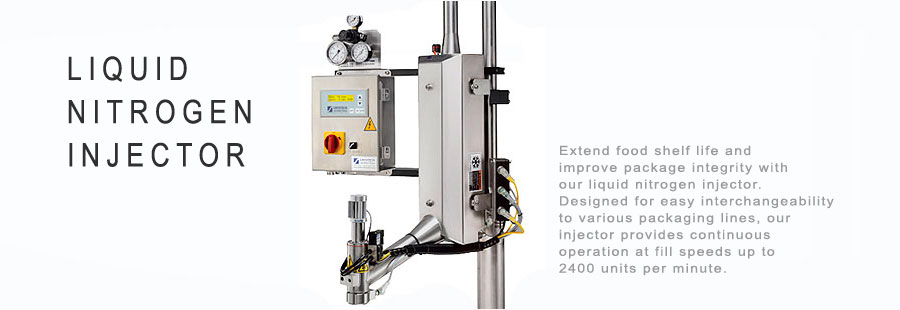 LIQUID
NITROGEN
INJECTOR
Extend food shelf life and
improve package integrity with
our liquid nitrogen injector.
Designed for easy interchangeability
to various packaging lines, our
injector provides continuous
operation at fill speeds up to
2400 units per minute.